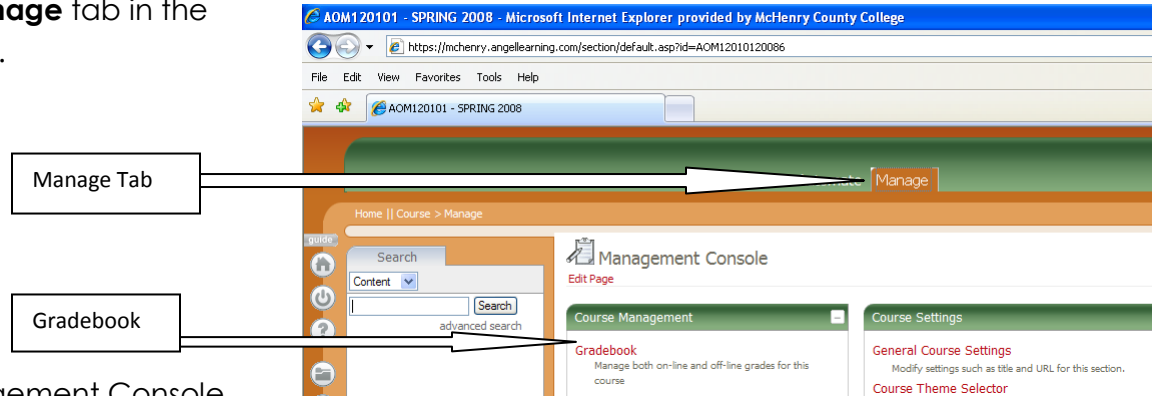 nage tab in the
.
AOM120101 - SPRING 2008 - Microsoft Internet Explorer provided by McHenry County College
https://mchenry.angellearning.com/section/default.asp?id=AOM12010120086
File Edit View Favorites Tools Help
AOM120101 - SPRING 2008
Manage Tab
Manage
Home || Course > Manage
guide
Search
Content
Search
advanced search
Management Console
Edit Page
Gradebook
Course Management
Gradebook
Manage both on-line and off-line grades for this
course
Course Settings
General Course Settings
Modify settings such as title and URL for this section.
Course Theme Selector
gement Console